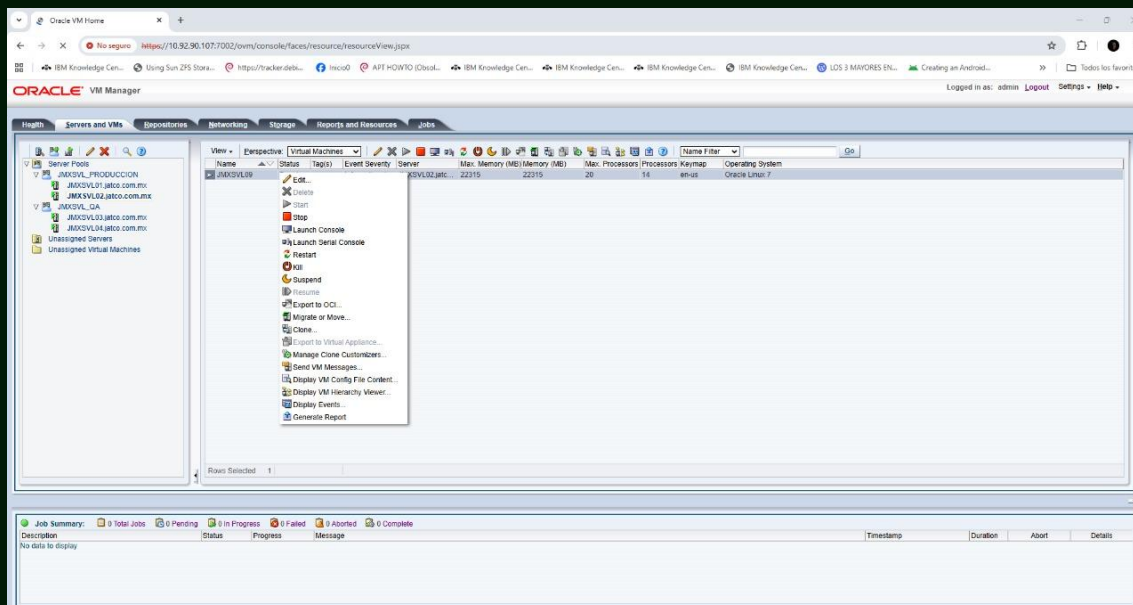 Oracle VM Home
No seguro https://10.92.90.107:7002/ovm/console/faces/resource/resourceView.jspx
IBM Knowledge Cen... Using Sun ZFS Stora... https://tracker.debi... Inicio0 APT HOWTO (Obsol... IBM Knowledge Cen... IBM Knowledge Cen... IBM Knowledge Cen... IBM Knowledge Cen... LOS 3 MAYORES EN... Creating an Android... » Todos los favorit
ORACLE VM Manager
Logged in as: admin Logout Settings Help
Health Servers and VMs Repositories Networking Storage Reports and Resources Jobs
View Perspective: Virtual Machines Name Filter Go
Name Status Tag(s) Event Severity Server Max. Memory (MB) Memory (MB) Max. Processors Processors Keymap Operating System
JMXSVL09 XSVL02.jatc... 22315 22315 20 14 en-us Oracle Linux 7
Server Pools
JMXSVL_PRODUCCION
JMXSVL01.jatco.com.mx
JMXSVL02.jatco.com.mx
JMXSVL_QA
JMXSVL03.jatco.com.mx
JMXSVL04.jatco.com.mx
Unassigned Servers
Unassigned Virtual Machines
Edit...
Delete
Start
Stop
Launch Console
Launch Serial Console
Restart
Kill
Suspend
Resume
Export to OCI...
Migrate or Move...
Clone...
Export to Virtual Appliance...
Manage Clone Customizers...
Send VM Messages...
Display VM Config File Content...
Display VM Hierarchy Viewer...
Display Events...
Generate Report
Rows Selected 1
Job Summary: 0 Total Jobs 0 Pending 0 In Progress 0 Failed 0 Aborted 0 Complete
Description Status Progress Message Timestamp Duration Abort Details
No data to display